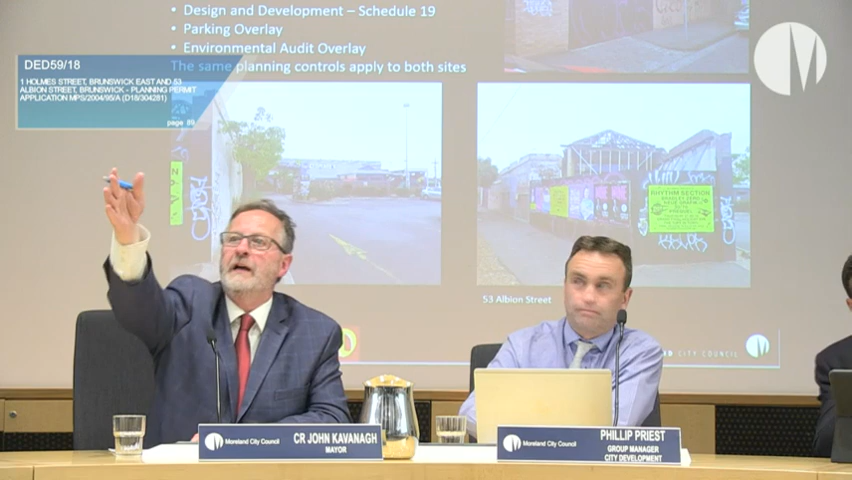 • Design and Development – Schedule 19
• Parking Overlay
• Environmental Audit Overlay
The same planning controls apply to both sites
DED59/18
1 HOLMES STREET, BRUNSWICK EAST AND 53
ALBION STREET, BRUNSWICK - PLANNING PERMIT
APPLICATION MPS/2004/95/A (D18/304281)
page 89
RHYTHM SECTION
53 Albion Street
CITY COUNCIL
Moreland City Council
CR JOHN KAVANAGH
MAYOR
Moreland City Council
PHILLIP PRIEST
GROUP MANAGER
CITY DEVELOPMENT